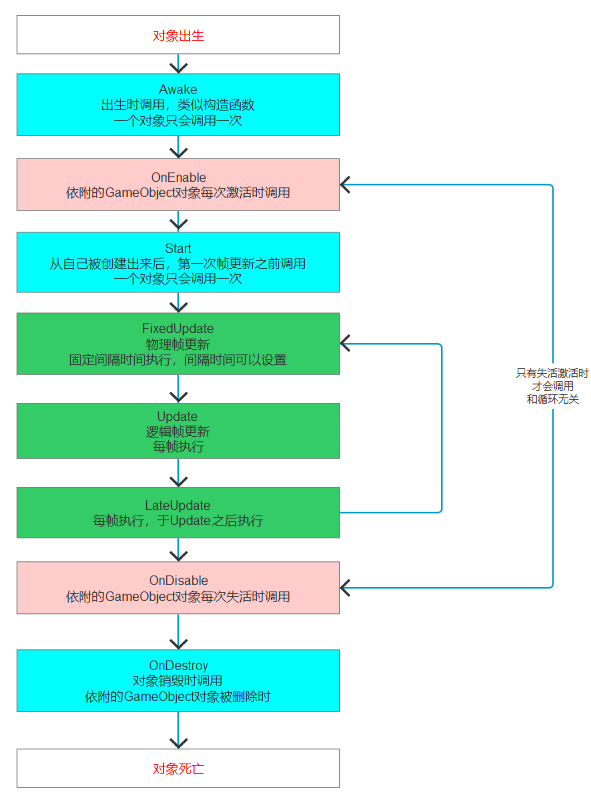 对象出生
Awake
出生时调用，类似构造函数
一个对象只会调用一次
OnEnable
依附的GameObject对象每次激活时调用
Start
从自己被创建出来后，第一次帧更新之前调用
一个对象只会调用一次
FixedUpdate
物理帧更新
固定间隔时间执行，间隔时间可以设置
只有失活激活时
才会调用
和循环无关
Update
逻辑帧更新
每帧执行
LateUpdate
每帧执行，于Update之后执行
OnDisable
依附的GameObject对象每次失活时调用
OnDestroy
对象销毁时调用
依附的GameObject对象被删除时
对象死亡